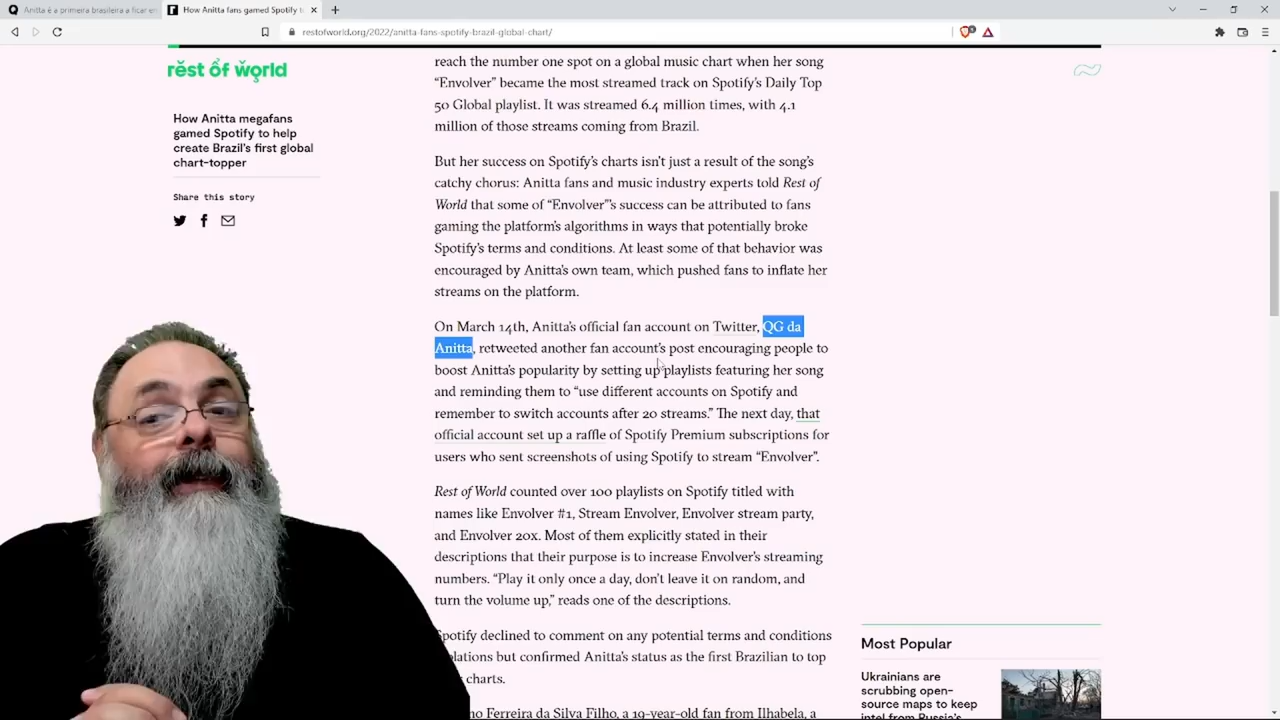 Anitta é a primeira brasileira a ficar em
How Anitta fans gamed Spotify t
restofworld.org/2022/anitta-fans-spotify-brazil-global-chart/
rest of world
How Anitta megafans
gamed Spotify to help
create Brazil’s first global
chart-topper
Share this story
reach the number one spot on a global music chart when her song
“Envolver” became the most streamed track on Spotify’s Daily Top
50 Global playlist. It was streamed 6.4 million times, with 4.1
million of those streams coming from Brazil.
But her success on Spotify’s charts isn’t just a result of the song’s
catchy chorus: Anitta fans and music industry experts told Rest of
World that some of “Envolver”’s success can be attributed to fans
gaming the platform’s algorithms in ways that potentially broke
Spotify’s terms and conditions. At least some of that behavior was
encouraged by Anitta’s own team, which pushed fans to inflate her
streams on the platform.
On March 14th, Anitta’s official fan account on Twitter, QG da
Anitta, retweeted another fan account’s post encouraging people to
boost Anitta’s popularity by setting up playlists featuring her song
and reminding them to “use different accounts on Spotify and
remember to switch accounts after 20 streams.” The next day, that
official account set up a raffle of Spotify Premium subscriptions for
users who sent screenshots of using Spotify to stream “Envolver”.
Rest of World counted over 100 playlists on Spotify titled with
names like Envolver #1, Stream Envolver, Envolver stream party,
and Envolver 20x. Most of them explicitly stated in their
descriptions that their purpose is to increase Envolver’s streaming
numbers. “Play it only once a day, don’t leave it on random, and
turn the volume up,” reads one of the descriptions.
Spotify declined to comment on any potential terms and conditions
but confirmed Anitta’s status as the first Brazilian to top
charts.
Ferreira da Silva Filho, a 19-year-old fan from Ilhabela, a
Most Popular
Ukrainians are
scrubbing open-
source maps to keep
intel from Russia’s